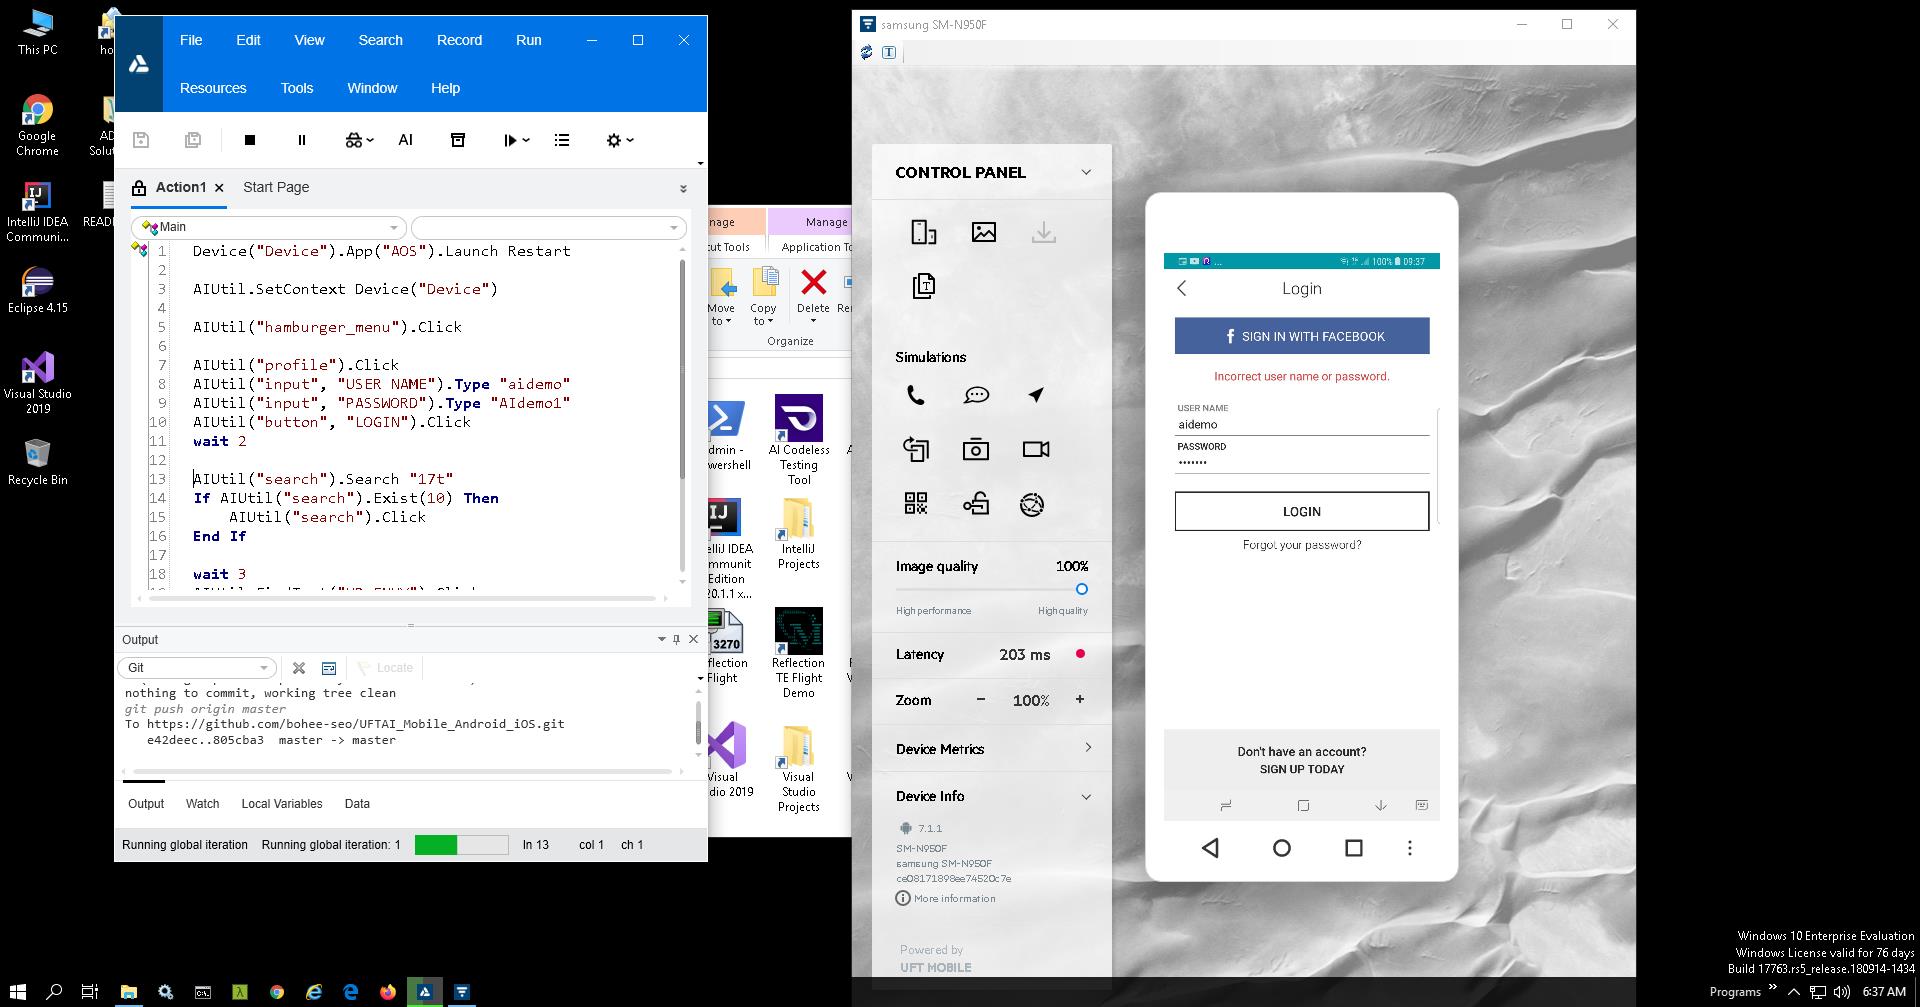 This PC
ho
Google
Chrome
AD
Solut
IntelliJ IDEA
Communi...
READ
Eclipse 4.15
Visual Studio
2019
Recycle Bin
File Edit View Search Record Run
Resources Tools Window Help
AI
Action1 Start Page
Main
1 Device("Device").App("AOS").Launch Restart
2
3 AIUtil.SetContext Device("Device")
4
5 AIUtil("hamburger_menu").Click
6
7 AIUtil("profile").Click
8 AIUtil("input", "USER NAME").Type "aidemo"
9 AIUtil("input", "PASSWORD").Type "AIdemo1"
10 AIUtil("button", "LOGIN").Click
11 wait 2
12
13 AIUtil("search").Search "17t"
14 If AIUtil("search").Exist(10) Then
15 AIUtil("search").Click
16 End If
17
18 wait 3
Output
Git Locate
nothing to commit, working tree clean
git push origin master
To https://github.com/bohee-seo/UFTAI_Mobile_Android_iOS.git
e42deec..805cba3 master -> master
Output Watch Local Variables Data
Running global iteration Running global iteration: 1 ln 13 col 1 ch 1
nage Manage
cut Tools Application To
Move
to
Copy
to
Delete
Ren
Organize
dmin -
wershell
AI Codeless
Testing
Tool
elliJ IDEA
mmunit
Edition
20.1.1 x...
IntelliJ
Projects
3270
flection
Flight
Reflection
TE Flight
Demo
Visual
dio 2019
Visual
Studio
Projects
samsung SM-N950F
CONTROL PANEL
Simulations
Image quality 100%
High performance High quality
Latency 203 ms
Zoom - 100% +
Device Metrics
Device Info
7.1.1
SM-N950F
samsung SM-N950F
ce08171898ee74520c7e
More information
Powered by
UFT MOBILE
100% 09:37
Login
SIGN IN WITH FACEBOOK
Incorrect user name or password.
USER NAME
aidemo
PASSWORD
•••••••
LOGIN
Forgot your password?
Don't have an account?
SIGN UP TODAY
Windows 10 Enterprise Evaluation
Windows License valid for 76 days
Build 17763.rs5_release.180914-1434
Programs 6:37 AM